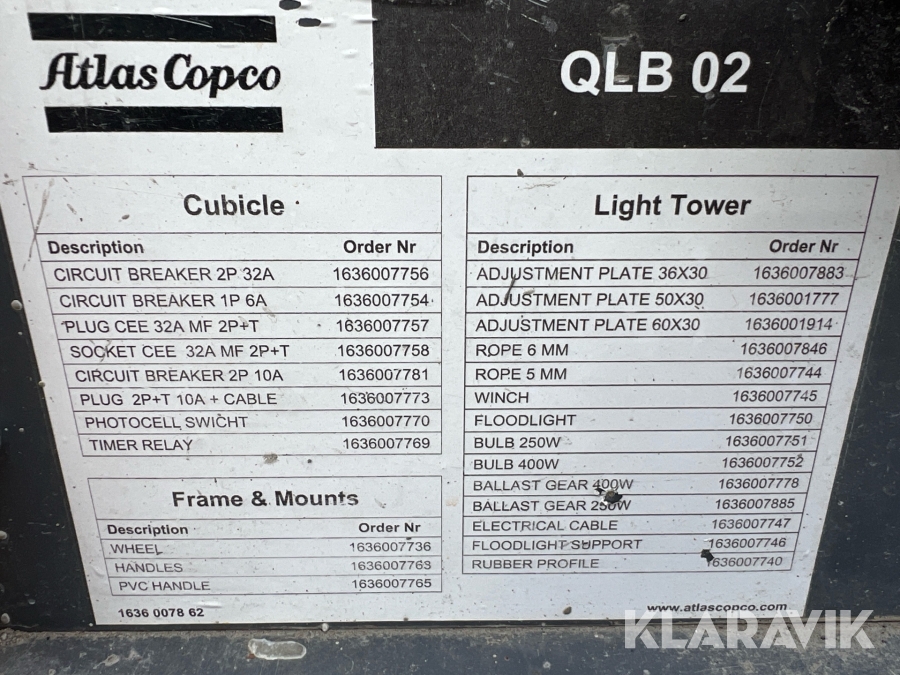 Atlas Copco
QLB 02
Cubicle
Description Order Nr
CIRCUIT BREAKER 2P 32A 1636007756
CIRCUIT BREAKER 1P 6A 1636007754
PLUG CEE 32A MF 2P+T 1636007757
SOCKET CEE 32A MF 2P+T 1636007758
CIRCUIT BREAKER 2P 10A 1636007781
PLUG 2P+T 10A + CABLE 1636007773
PHOTOCELL SWICHT 1636007770
TIMER RELAY 1636007769
Frame & Mounts
Description Order Nr
WHEEL 1636007736
HANDLES 1636007763
PVC HANDLE 1636007765
1636 0078 62
Light Tower
Description Order Nr
ADJUSTMENT PLATE 36X30 1636007883
ADJUSTMENT PLATE 50X30 1636001777
ADJUSTMENT PLATE 60X30 1636001914
ROPE 6 MM 1636007846
ROPE 5 MM 1636007744
WINCH 1636007745
FLOODLIGHT 1636007750
BULB 250W 1636007751
BULB 400W 1636007752
BALLAST GEAR 400W 1636007778
BALLAST GEAR 250W 1636007885
ELECTRICAL CABLE 1636007747
FLOODLIGHT SUPPORT 1636007746
RUBBER PROFILE 1636007740
www.atlascopco.com
KLARAVIK